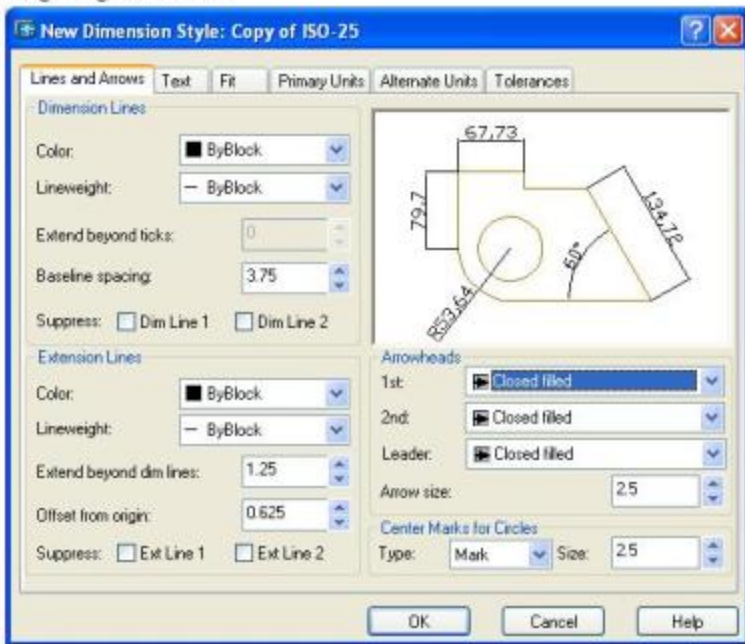 New Dimension Style: Copy of ISO-25
Lines and Arrows Text Fit Primary Units Alternate Units Tolerances
Dimension Lines
Color: ByBlock
Lineweight: ByBlock
Extend beyond ticks: 0
Baseline spacing: 3.75
Suppress: Dim Line 1 Dim Line 2
67,73
79,7
134,72
60°
R53,64
Extension Lines
Color: ByBlock
Lineweight: ByBlock
Extend beyond dim lines: 1.25
Offset from origin: 0.625
Suppress: Ext Line 1 Ext Line 2
Arrowheads
1st: Closed filled
2nd: Closed filled
Leader: Closed filled
Arrow size: 2.5
Center Marks for Circles
Type: Mark Size: 2.5
OK Cancel Help